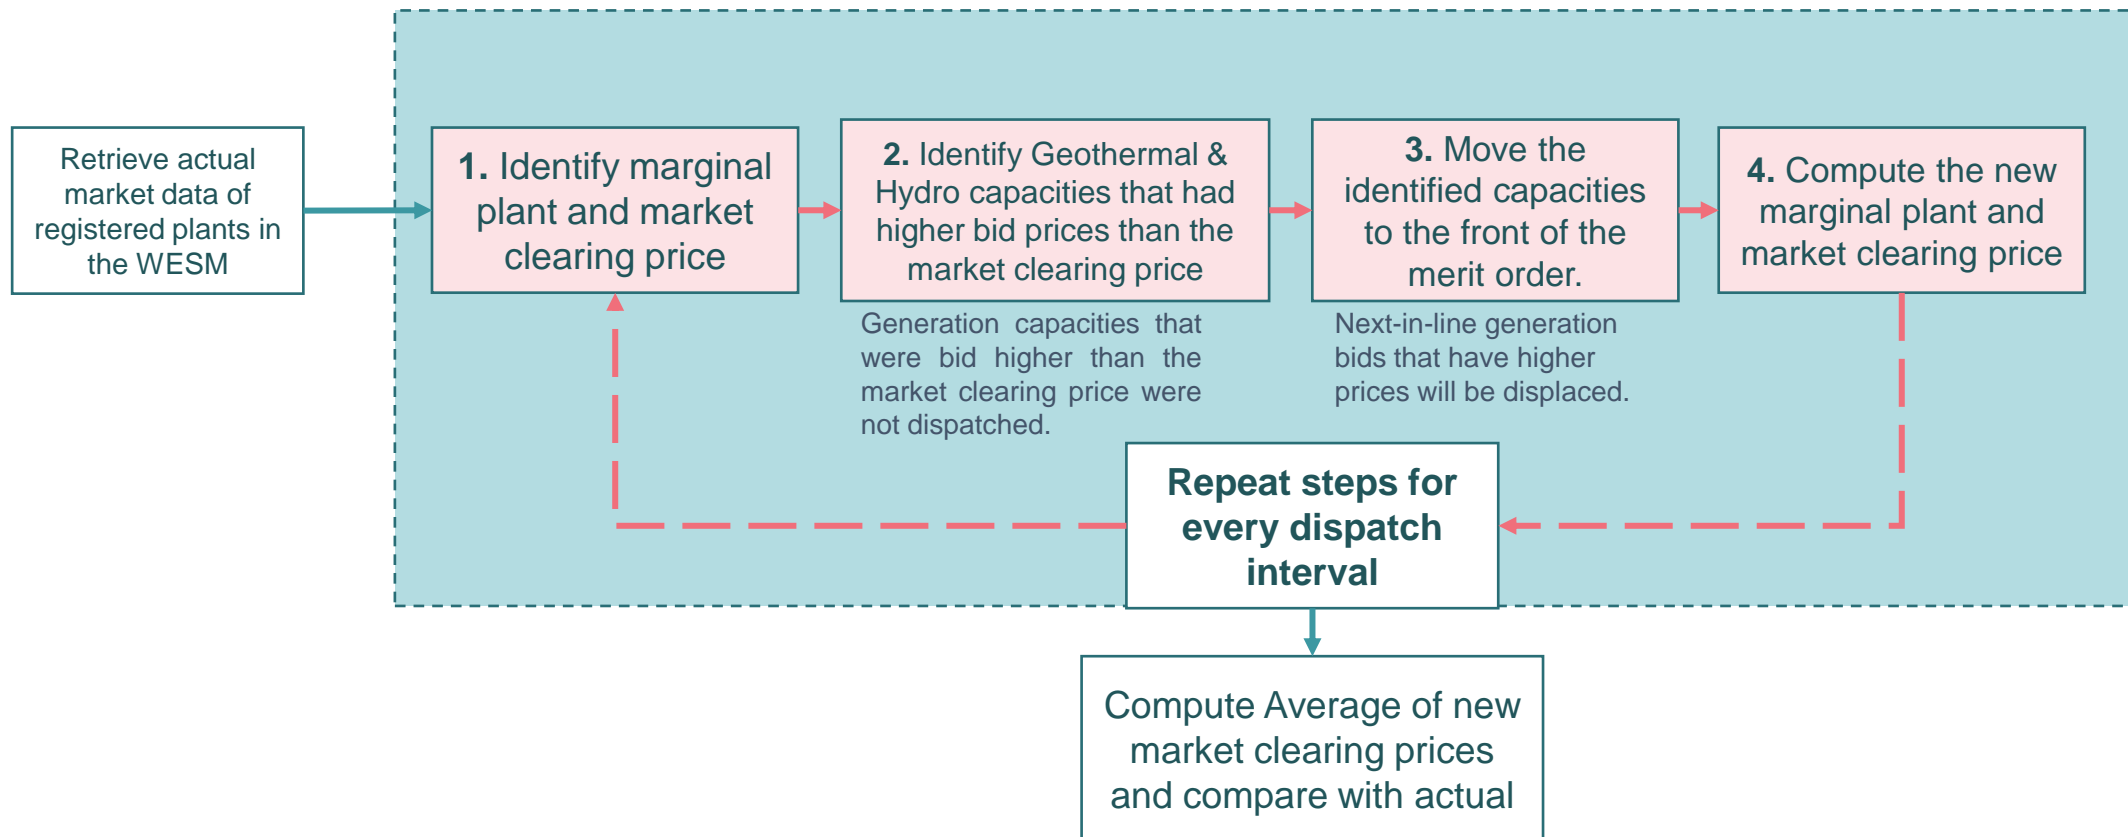 Retrieve actual
market data of
registered plants in
the WESM
1. Identify marginal
plant and market
clearing price
2. Identify Geothermal &
Hydro capacities that had
higher bid prices than the
market clearing price
Generation capacities that
were bid higher than the
market clearing price were
not dispatched.
3. Move the
identified capacities
to the front of the
merit order.
Next-in-line generation
bids that have higher
prices will be displaced.
4. Compute the new
marginal plant and
market clearing price
Repeat steps for
every dispatch
interval
Compute Average of new
market clearing prices
and compare with actual